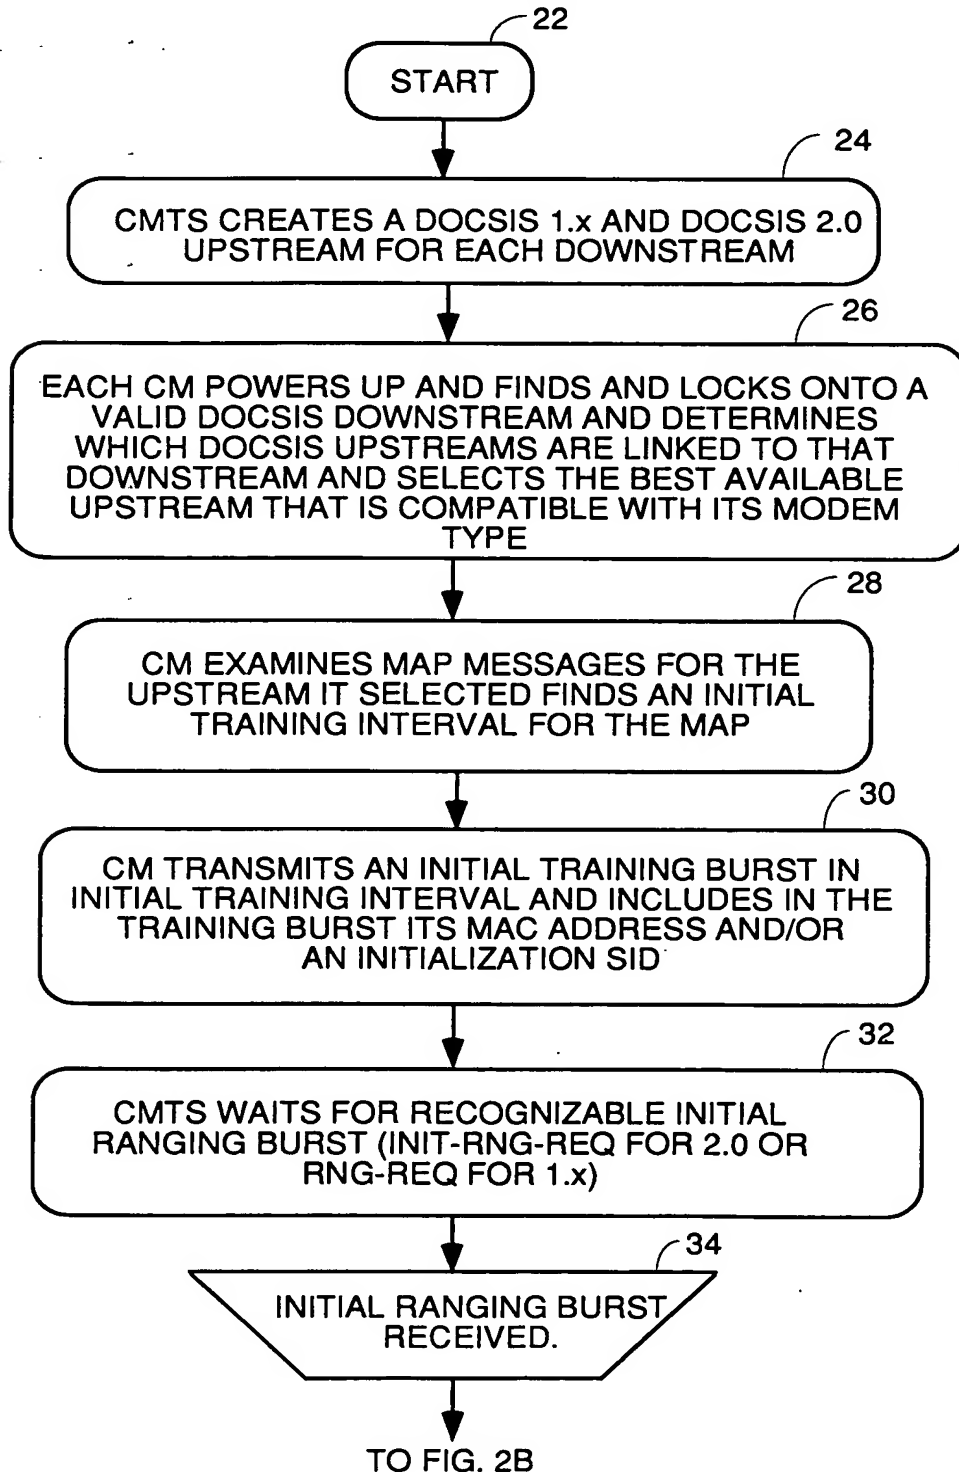 22
START
24
CMTS CREATES A DOCSIS 1.x AND DOCSIS 2.0
UPSTREAM FOR EACH DOWNSTREAM
26
EACH CM POWERS UP AND FINDS AND LOCKS ONTO A
VALID DOCSIS DOWNSTREAM AND DETERMINES
WHICH DOCSIS UPSTREAMS ARE LINKED TO THAT
DOWNSTREAM AND SELECTS THE BEST AVAILABLE
UPSTREAM THAT IS COMPATIBLE WITH ITS MODEM
TYPE
28
CM EXAMINES MAP MESSAGES FOR THE
UPSTREAM IT SELECTED FINDS AN INITIAL
TRAINING INTERVAL FOR THE MAP
30
CM TRANSMITS AN INITIAL TRAINING BURST IN
INITIAL TRAINING INTERVAL AND INCLUDES IN THE
TRAINING BURST ITS MAC ADDRESS AND/OR
AN INITIALIZATION SID
32
CMTS WAITS FOR RECOGNIZABLE INITIAL
RANGING BURST (INIT-RNG-REQ FOR 2.0 OR
RNG-REQ FOR 1.x)
34
INITIAL RANGING BURST
RECEIVED.
TO FIG. 2B